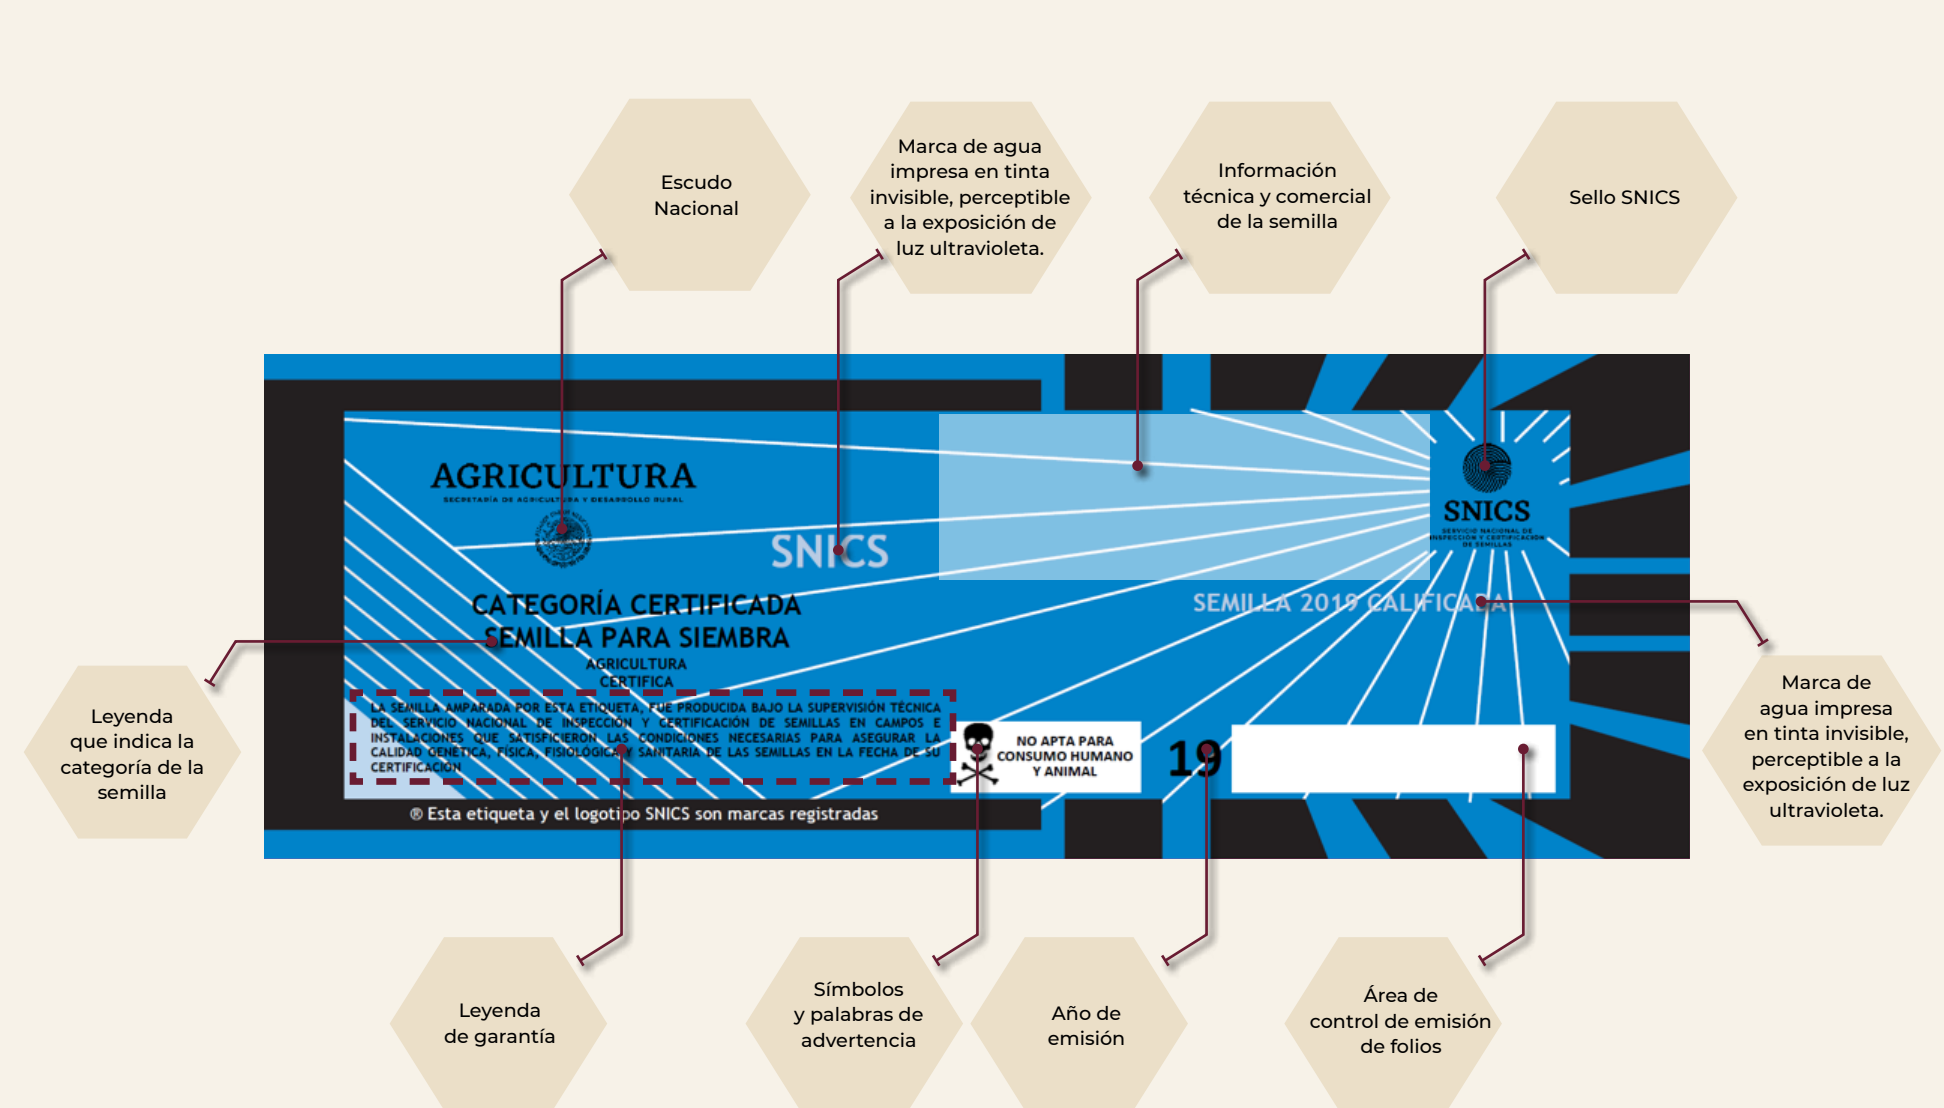 Escudo
Nacional
Marca de agua
impresa en tinta
invisible, perceptible
a la exposición de
luz ultravioleta.
Información
técnica y comercial
de la semilla
Sello SNICS
AGRICULTURA
SECRETARÍA DE AGRICULTURA Y DESARROLLO RURAL
SNICS
SNICS
SERVICIO NACIONAL DE
INSPECCIÓN Y CERTIFICACIÓN
DE SEMILLAS
CATEGORÍA CERTIFICADA
SEMILLA PARA SIEMBRA
AGRICULTURA
CERTIFICA
SEMILLA 2019 CALIFICADA
LA SEMILLA AMPARADA POR ESTA ETIQUETA, FUE PRODUCIDA BAJO LA SUPERVISIÓN TÉCNICA
DEL SERVICIO NACIONAL DE INSPECCIÓN Y CERTIFICACIÓN DE SEMILLAS EN CAMPOS E
INSTALACIONES QUE SATISFICIERON LAS CONDICIONES NECESARIAS PARA ASEGURAR LA
CALIDAD GENÉTICA, FÍSICA, FISIOLÓGICA Y SANITARIA DE LAS SEMILLAS EN LA FECHA DE SU
CERTIFICACIÓN
NO APTA PARA
CONSUMO HUMANO
Y ANIMAL
19
® Esta etiqueta y el logotipo SNICS son marcas registradas
Leyenda
que indica la
categoría de la
semilla
Marca de
agua impresa
en tinta invisible,
perceptible a la
exposición de luz
ultravioleta.
Leyenda
de garantía
Símbolos
y palabras de
advertencia
Año de
emisión
Área de
control de emisión
de folios